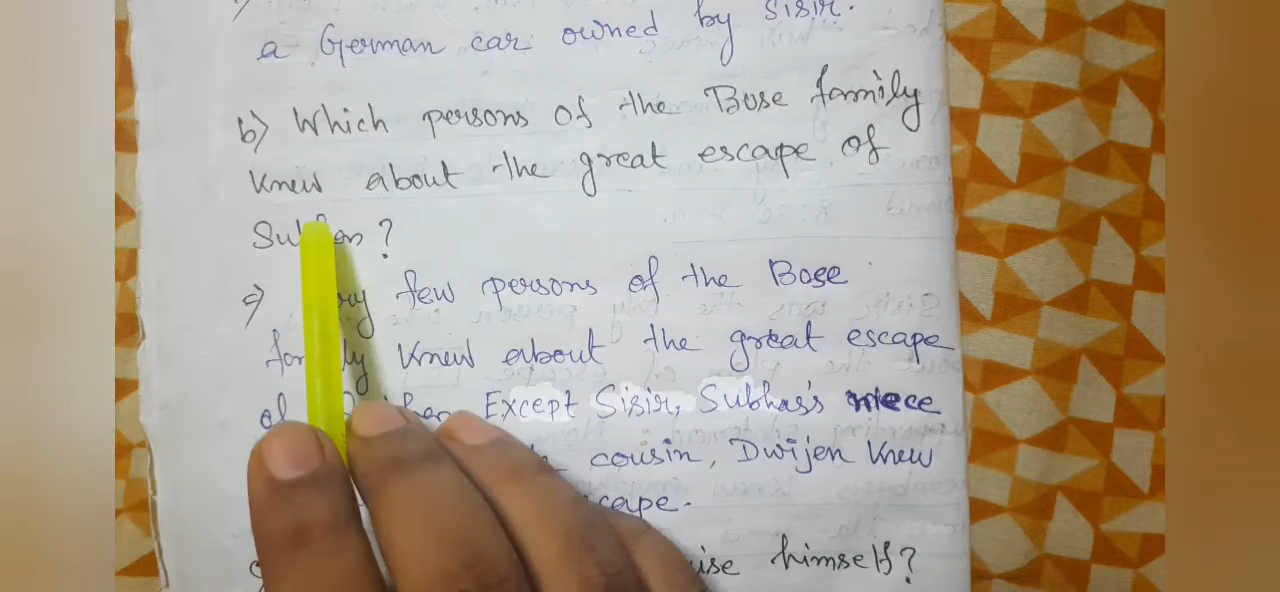 a German car owned by Sisir.
b) Which persons of the Bose family
knew about the great escape of
?
few persons of the Bose
knew about the great escape
Except Sisir, Subhas's niece
cousin, Dwijen knew
himself?